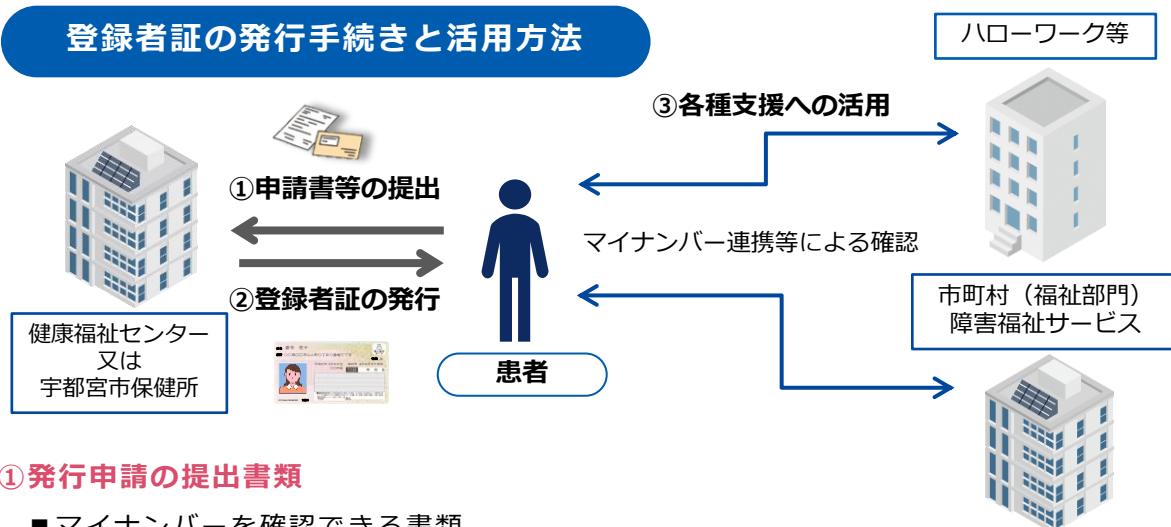 登録者証の発行手続きと活用方法
ハローワーク等
③各種支援への活用
①申請書等の提出
マイナンバー連携等による確認
②登録者証の発行
市町村（福祉部門）
障害福祉サービス
健康福祉センター
又は
宇都宮市保健所
患者
①発行申請の提出書類
■マイナンバーを確認できる書類